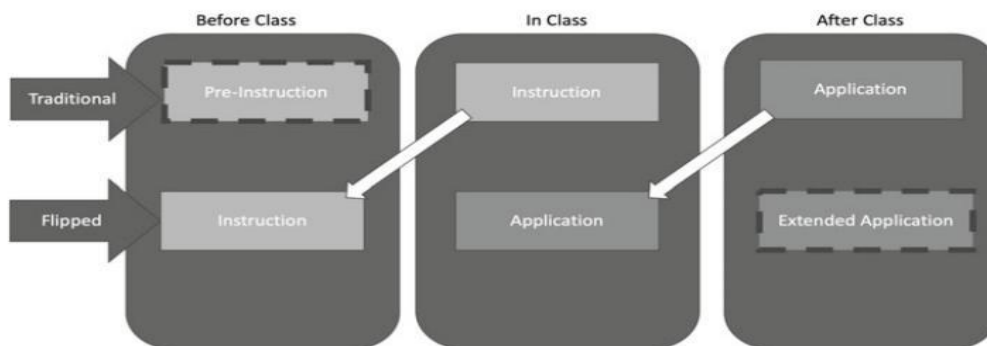 Before Class
In Class
After Class
Traditional
Pre-Instruction
Instruction
Application
Flipped
Instruction
Application
Extended Application